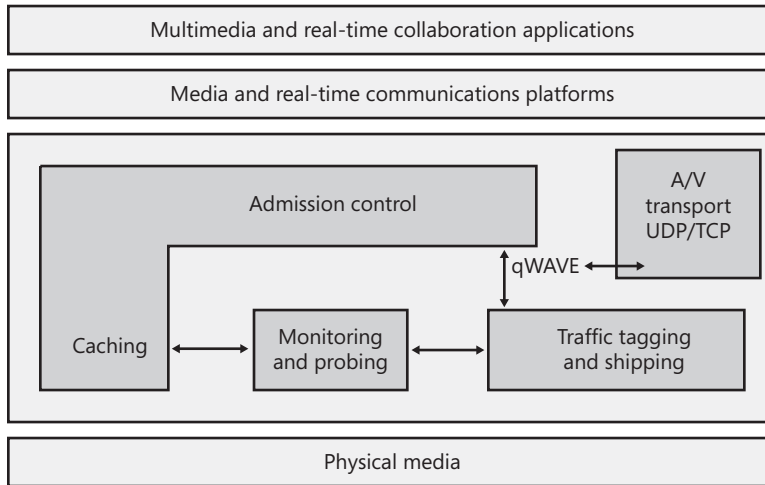 Multimedia and real-time collaboration applications
Media and real-time communications platforms
Admission control
A/V
transport
UDP/TCP
qWAVE
Caching
Monitoring
and probing
Traffic tagging
and shipping
Physical media